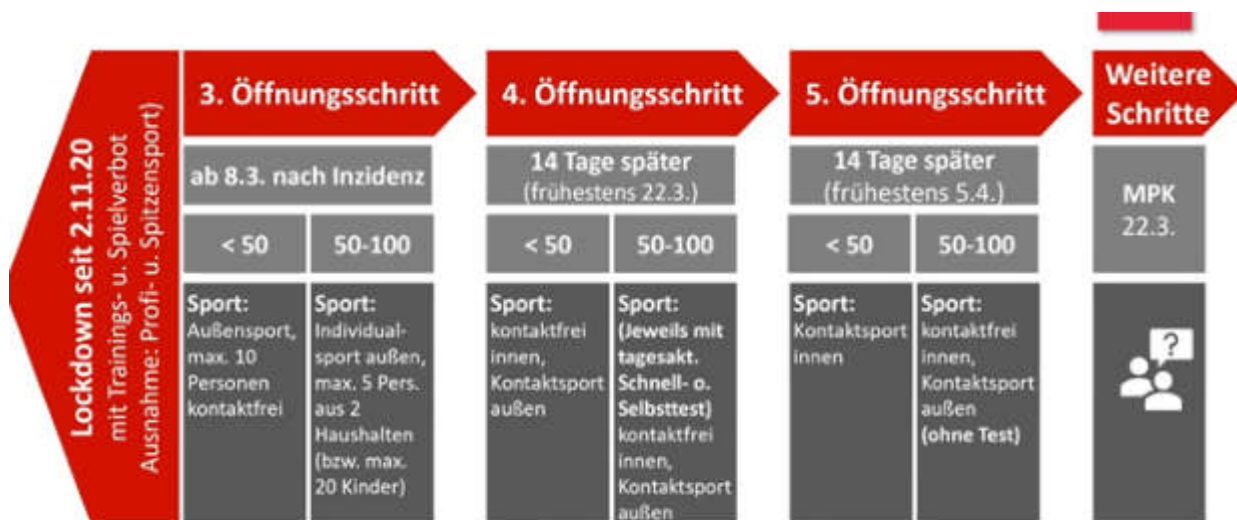 Lockdown seit 2.11.20
mit Trainings- u. Spielverbot
Ausnahme: Profi- u. Spitzensport)
3. Öffnungsschritt
ab 8.3. nach Inzidenz
< 50
50-100
Sport:
Außensport,
max. 10
Personen
kontaktfrei
Sport:
Individual-
sport außen,
max. 5 Pers.
aus 2
Haushalten
(bzw. max.
20 Kinder)
4. Öffnungsschritt
14 Tage später
(frühestens 22.3.)
< 50
50-100
Sport:
kontaktfrei
innen,
Kontaktsport
außen
Sport:
(Jeweils mit
tagesakt.
Schnell- o.
Selbsttest)
kontaktfrei
innen,
Kontaktsport
außen
5. Öffnungsschritt
14 Tage später
(frühestens 5.4.)
< 50
50-100
Sport:
Kontaktsport
innen
Sport:
kontaktfrei
innen,
Kontaktsport
außen
(ohne Test)
Weitere
Schritte
MPK
22.3.
?